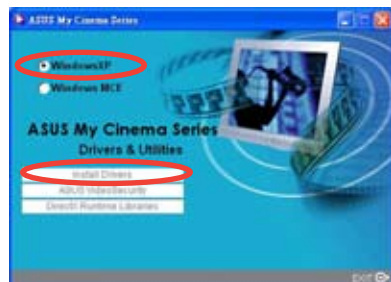 ASUS My Cinema Series
WindowsXP
Windows MCE
ASUS My Cinema Series
Drivers & Utilities
Install Drivers
ASUS VideoSecurity
DirectX Runtime Libraries
EXIT